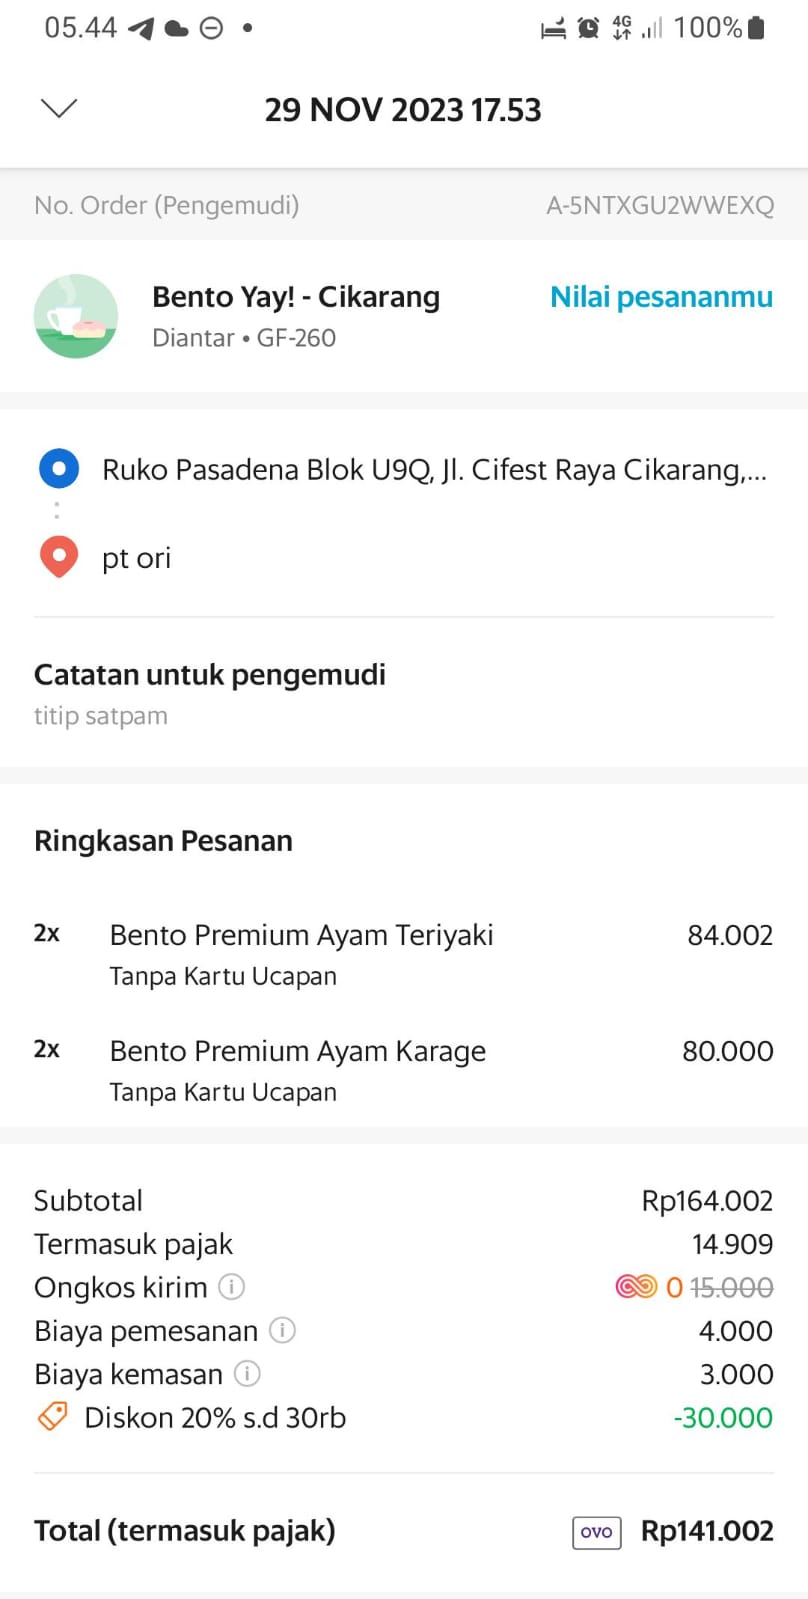 05.44 4G 100%
29 NOV 2023 17.53
No. Order (Pengemudi) A-5NTXGU2WWEXQ
Bento Yay! - Cikarang Nilai pesananmu
Diantar • GF-260
Ruko Pasadena Blok U9Q, Jl. Cifest Raya Cikarang,...
pt ori
Catatan untuk pengemudi
titip satpam
Ringkasan Pesanan
2x Bento Premium Ayam Teriyaki 84.002
Tanpa Kartu Ucapan
2x Bento Premium Ayam Karage 80.000
Tanpa Kartu Ucapan
Subtotal Rp164.002
Termasuk pajak 14.909
Ongkos kirim 0 15.000
Biaya pemesanan 4.000
Biaya kemasan 3.000
Diskon 20% s.d 30rb -30.000
Total (termasuk pajak) OVO Rp141.002